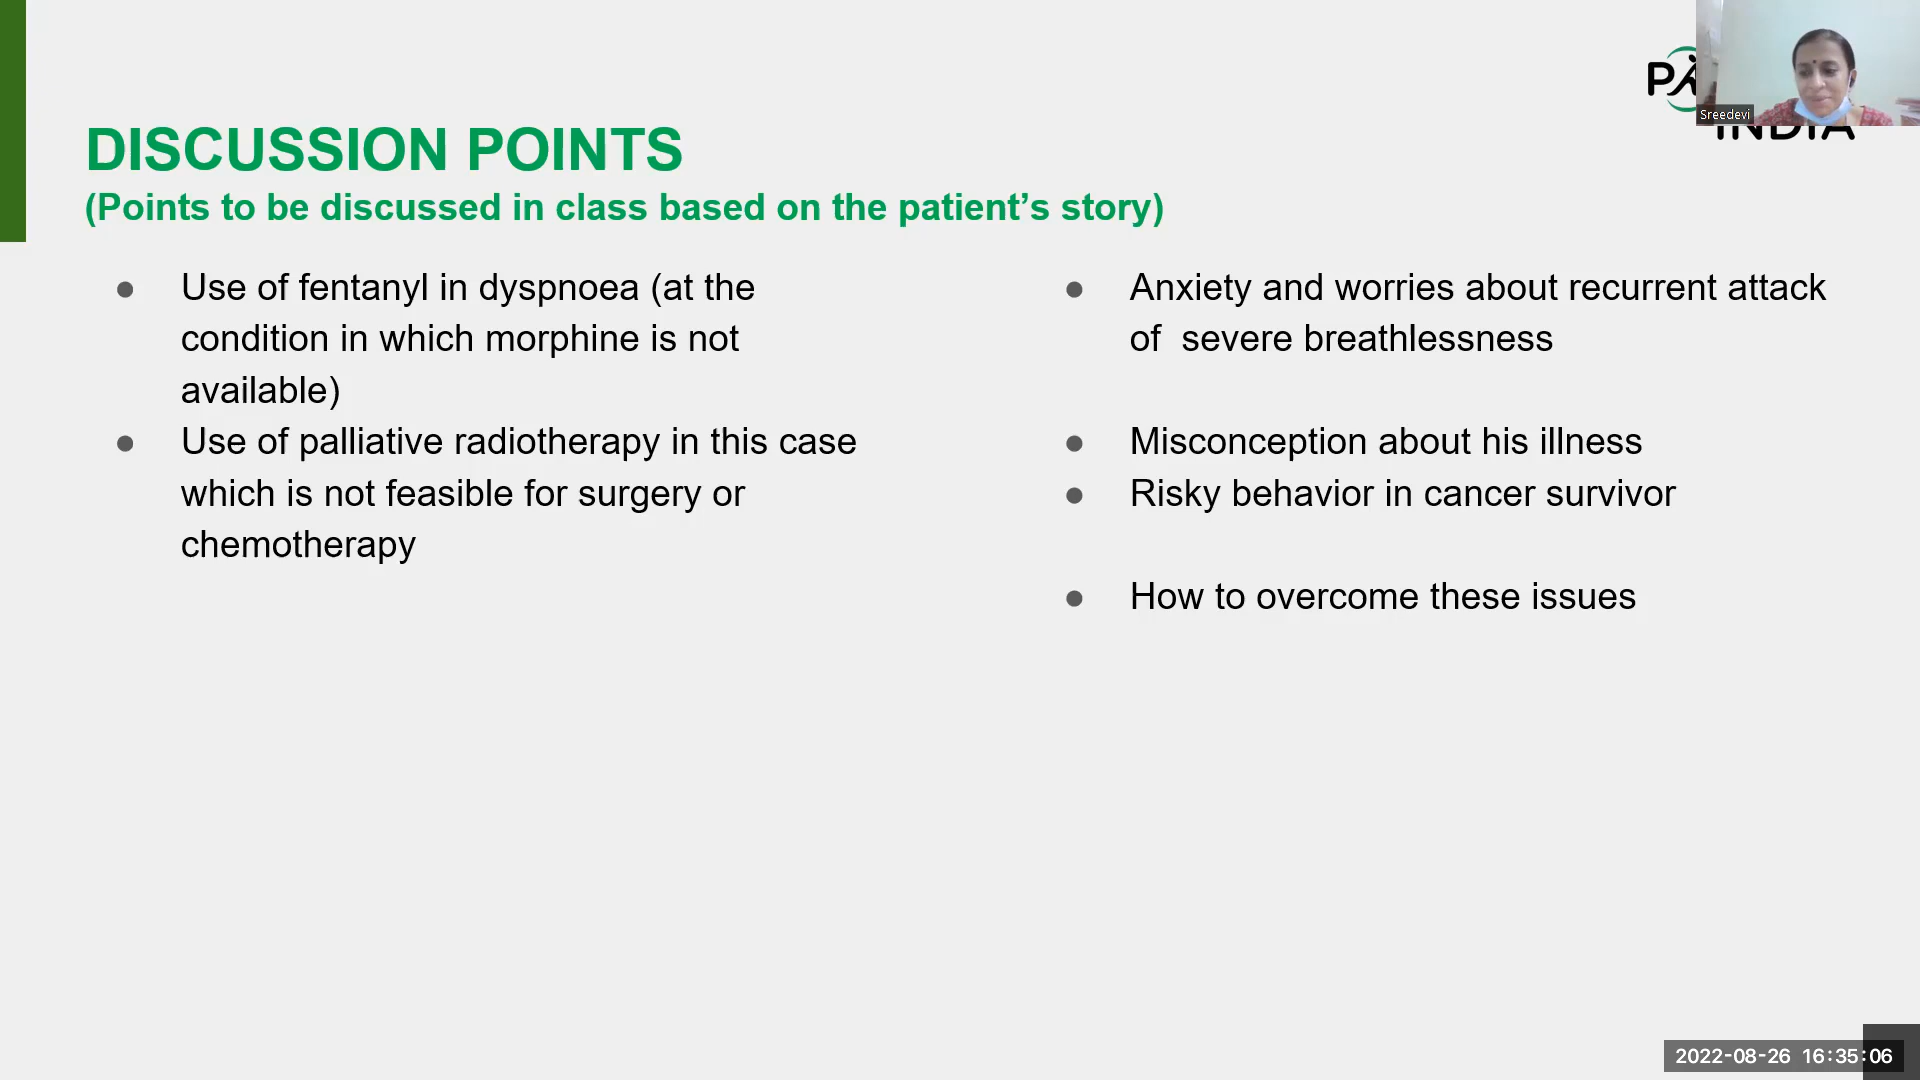 DISCUSSION POINTS
(Points to be discussed in class based on the patient’s story)
● Use of fentanyl in dyspnoea (at the
condition in which morphine is not
available)
● Use of palliative radiotherapy in this case
which is not feasible for surgery or
chemotherapy
● Anxiety and worries about recurrent attack
of  severe breathlessness
● Misconception about his illness
● Risky behavior in cancer survivor
● How to overcome these issues
INDIA
Sreedevi
2022-08-26 16:35:06